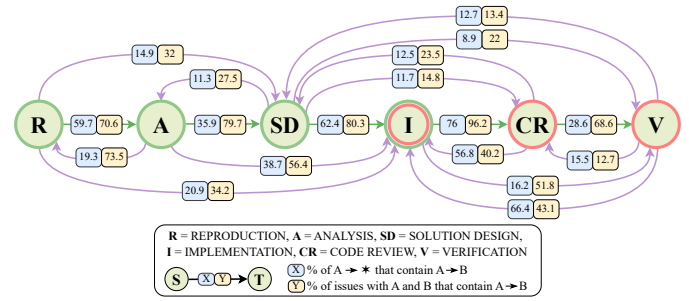 12.7 13.4
8.9 22
14.9 32
12.5 23.5
11.3 27.5
11.7 14.8
R 59.7 70.6 A 35.9 79.7 SD 62.4 80.3 I 76 96.2 CR 28.6 68.6 V
19.3 73.5
56.8 40.2
15.5 12.7
38.7 56.4
16.2 51.8
20.9 34.2
66.4 43.1
R = REPRODUCTION, A = ANALYSIS, SD = SOLUTION DESIGN,
I = IMPLEMENTATION, CR = CODE REVIEW, V = VERIFICATION
S X Y T
X % of A ➔ ✶ that contain A➔B
Y % of issues with A and B that contain A➔B